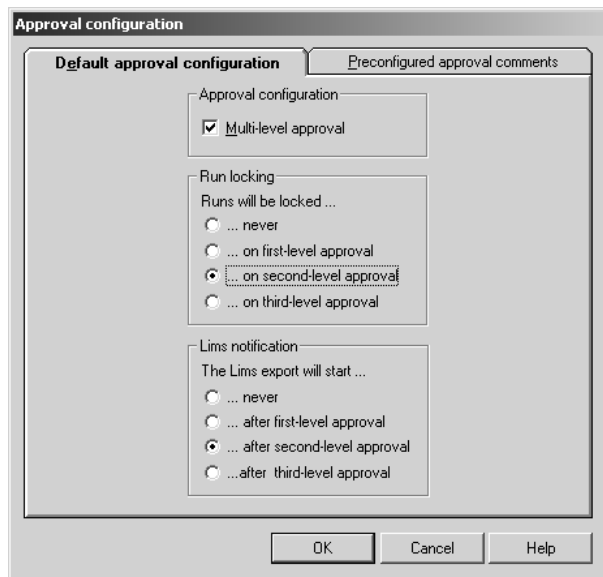 Approval configuration
Default approval configuration
Preconfigured approval comments
Approval configuration
Multi-level approval
Run locking
Runs will be locked ...
... never
... on first-level approval
... on second-level approval
... on third-level approval
Lims notification
The Lims export will start ...
... never
... after first-level approval
... after second-level approval
...after third-level approval
OK Cancel Help